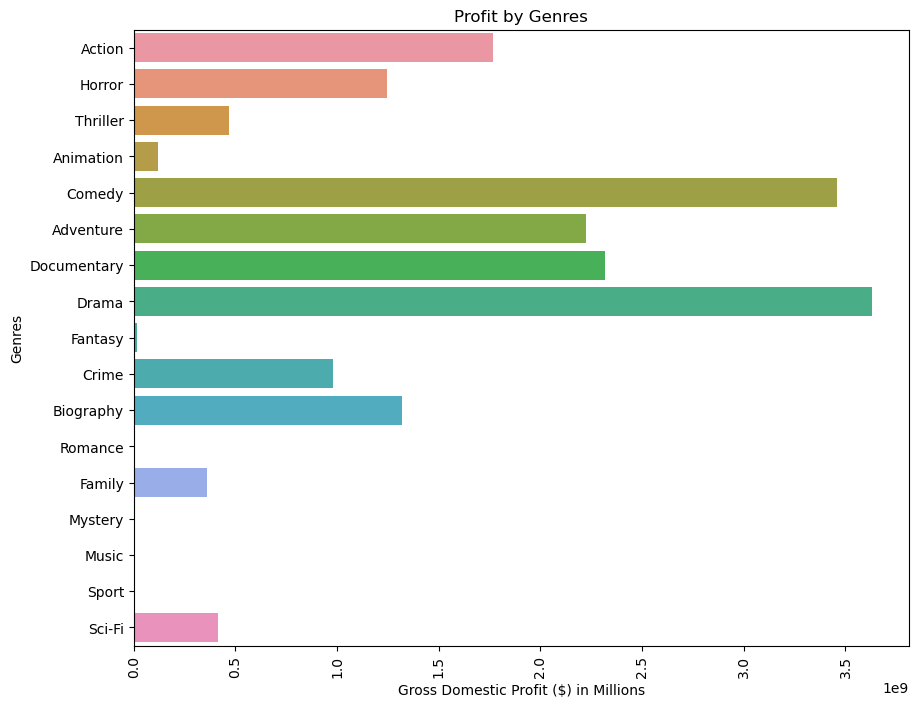 Profit by Genres
Genres
Action
Horror
Thriller
Animation
Comedy
Adventure
Documentary
Drama
Fantasy
Crime
Biography
Romance
Family
Mystery
Music
Sport
Sci-Fi
0.0 0.5 1.0 1.5 2.0 2.5 3.0 3.5
1e9
Gross Domestic Profit ($) in Millions